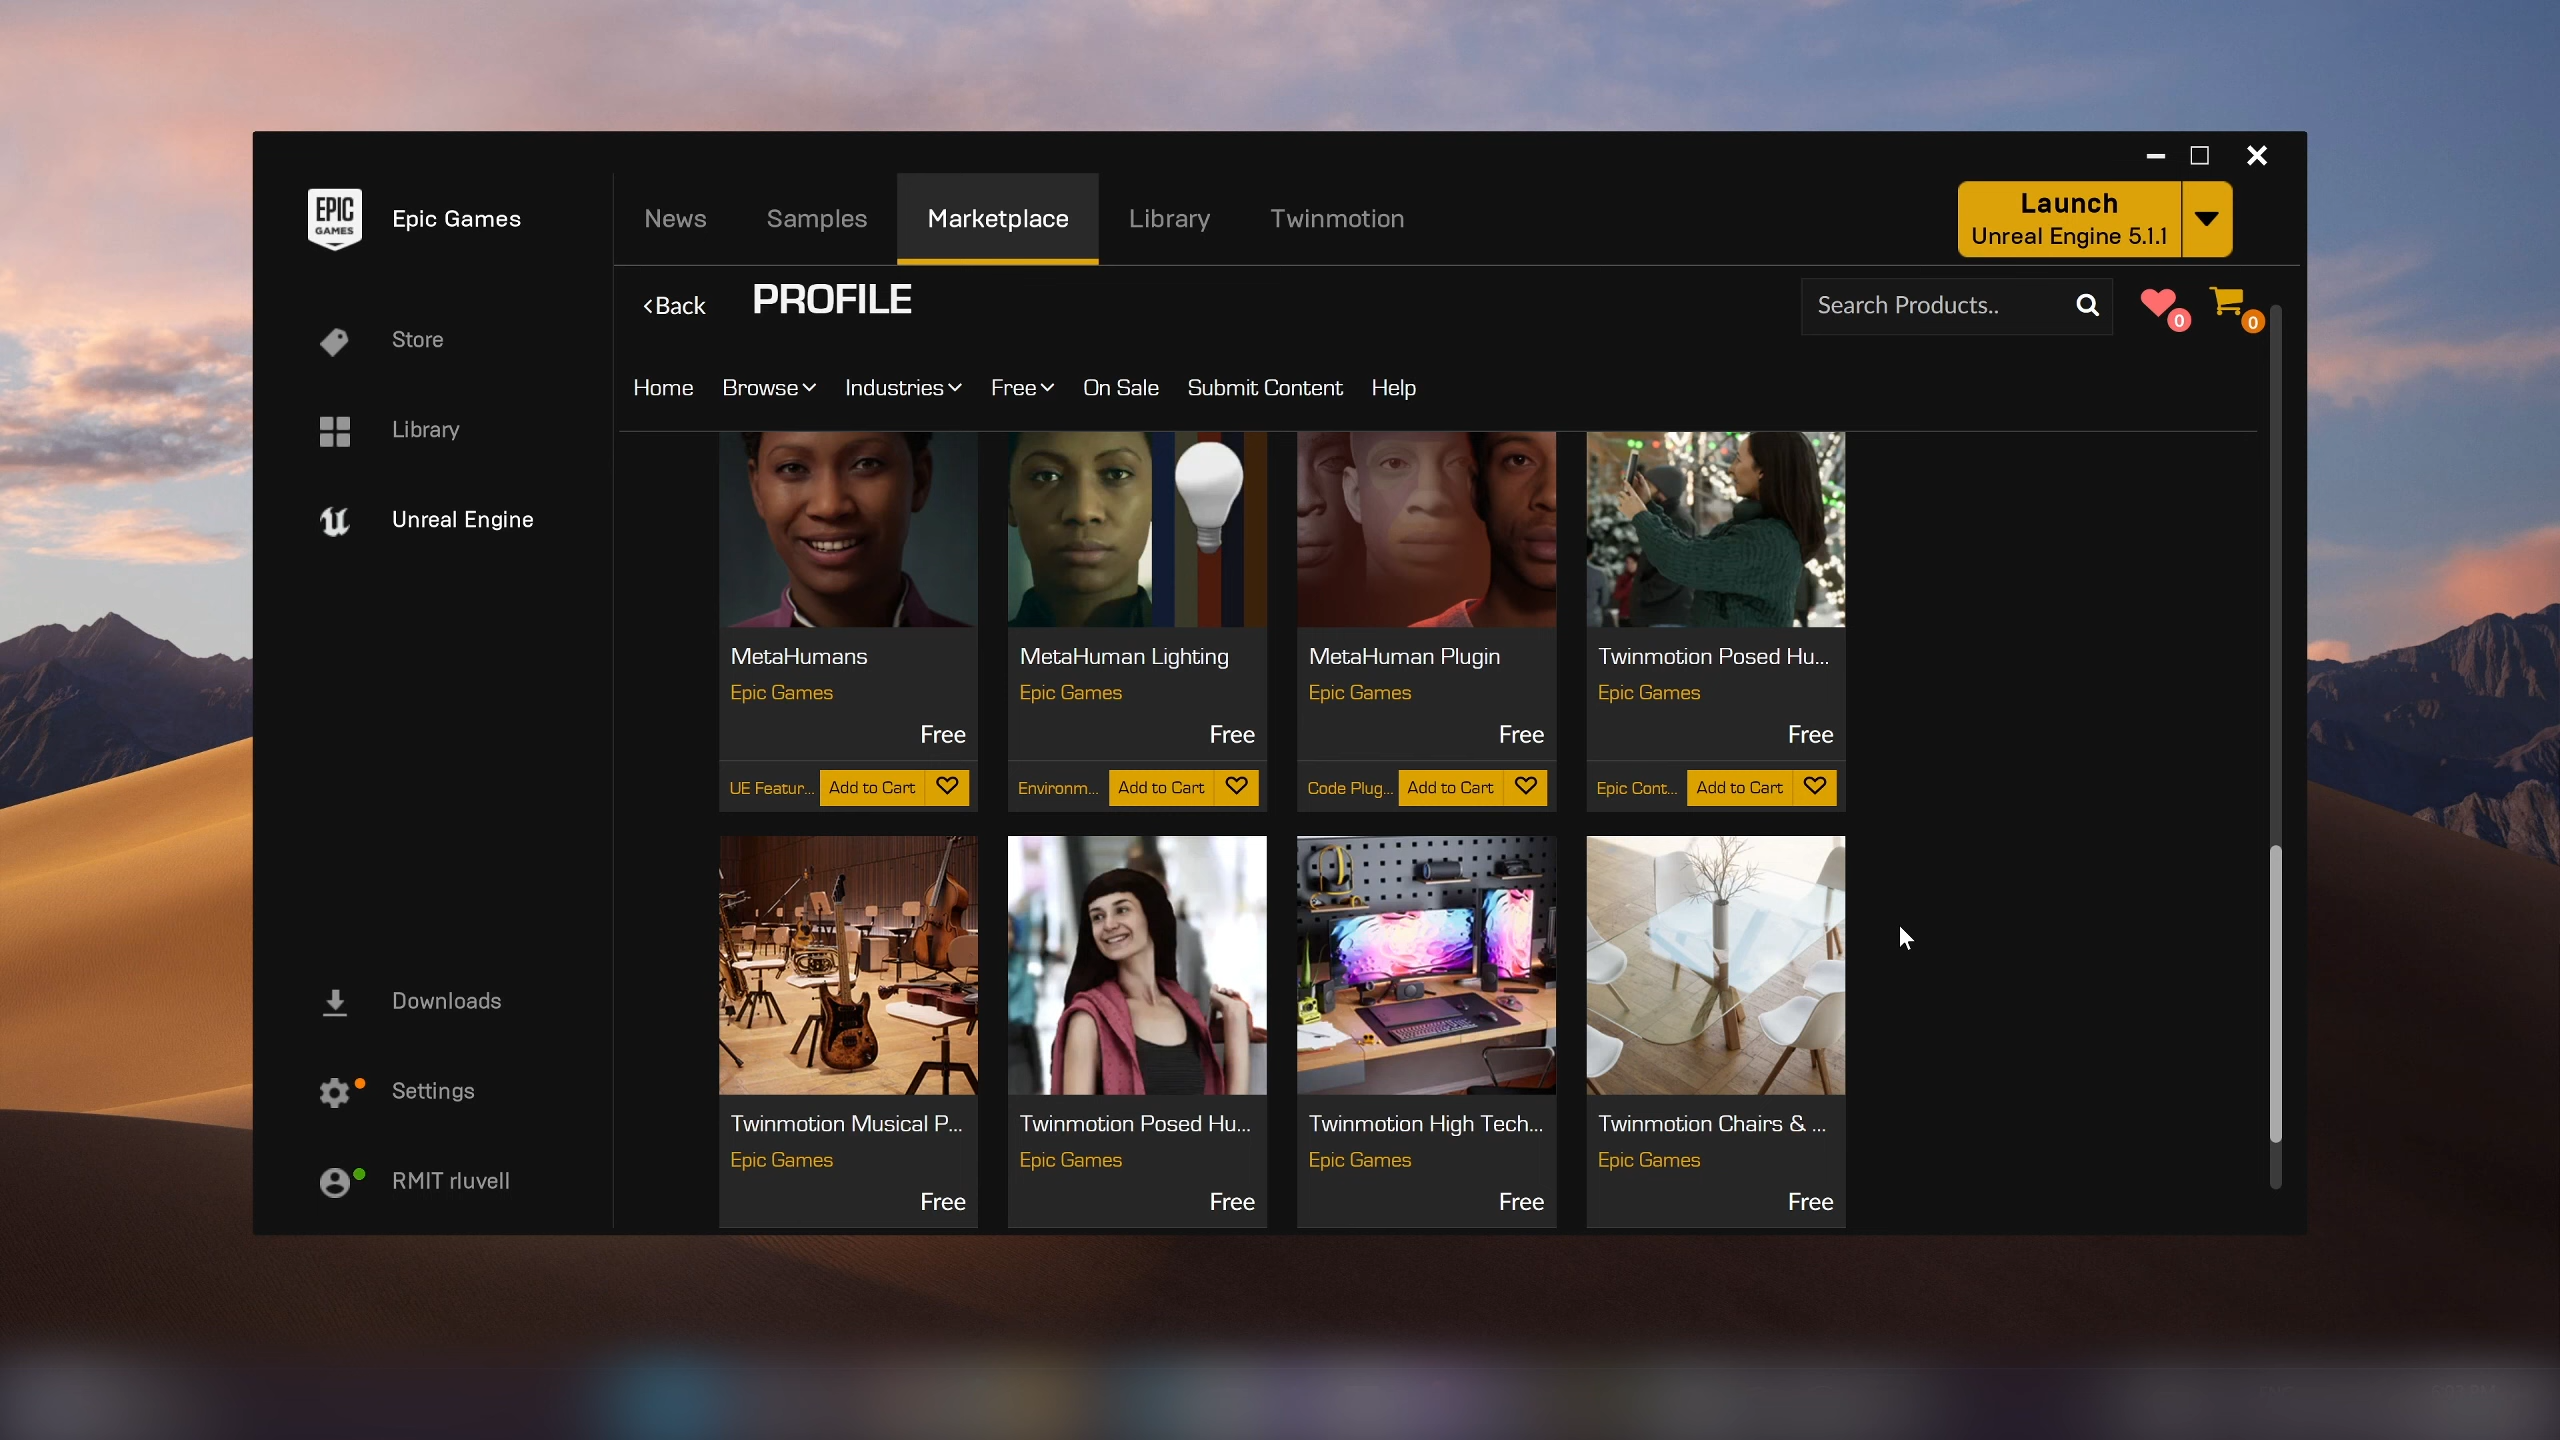 EPIC
GAMES
Epic Games
News
Samples
Marketplace
Library
Twinmotion
Launch
Unreal Engine 5.1.1
Back
PROFILE
Search Products..
0
0
Store
Library
Unreal Engine
Home
Browse
Industries
Free
On Sale
Submit Content
Help
MetaHumans
Epic Games
Free
UE Featur...
Add to Cart
MetaHuman Lighting
Epic Games
Free
Environm...
Add to Cart
MetaHuman Plugin
Epic Games
Free
Code Plug...
Add to Cart
Twinmotion Posed Hu...
Epic Games
Free
Epic Cont...
Add to Cart
Twinmotion Musical P...
Epic Games
Free
Twinmotion Posed Hu...
Epic Games
Free
Twinmotion High Tech...
Epic Games
Free
Twinmotion Chairs & ...
Epic Games
Free
Downloads
Settings
RMIT rluvell